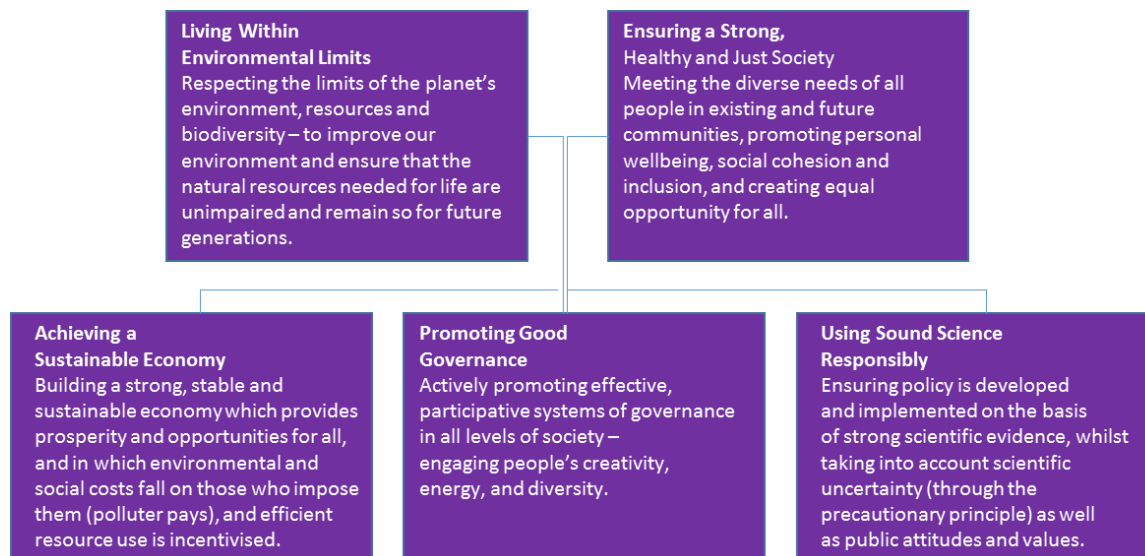 Living Within
Environmental Limits
Respecting the limits of the planet's
environment, resources and
biodiversity – to improve our
environment and ensure that the
natural resources needed for life are
unimpaired and remain so for future
generations.
Ensuring a Strong,
Healthy and Just Society
Meeting the diverse needs of all
people in existing and future
communities, promoting personal
wellbeing, social cohesion and
inclusion, and creating equal
opportunity for all.
Achieving a
Sustainable Economy
Building a strong, stable and
sustainable economy which provides
prosperity and opportunities for all,
and in which environmental and
social costs fall on those who impose
them (polluter pays), and efficient
resource use is incentivised.
Promoting Good
Governance
Actively promoting effective,
participative systems of governance
in all levels of society –
engaging people's creativity,
energy, and diversity.
Using Sound Science
Responsibly
Ensuring policy is developed
and implemented on the basis
of strong scientific evidence, whilst
taking into account scientific
uncertainty (through the
precautionary principle) as well
as public attitudes and values.